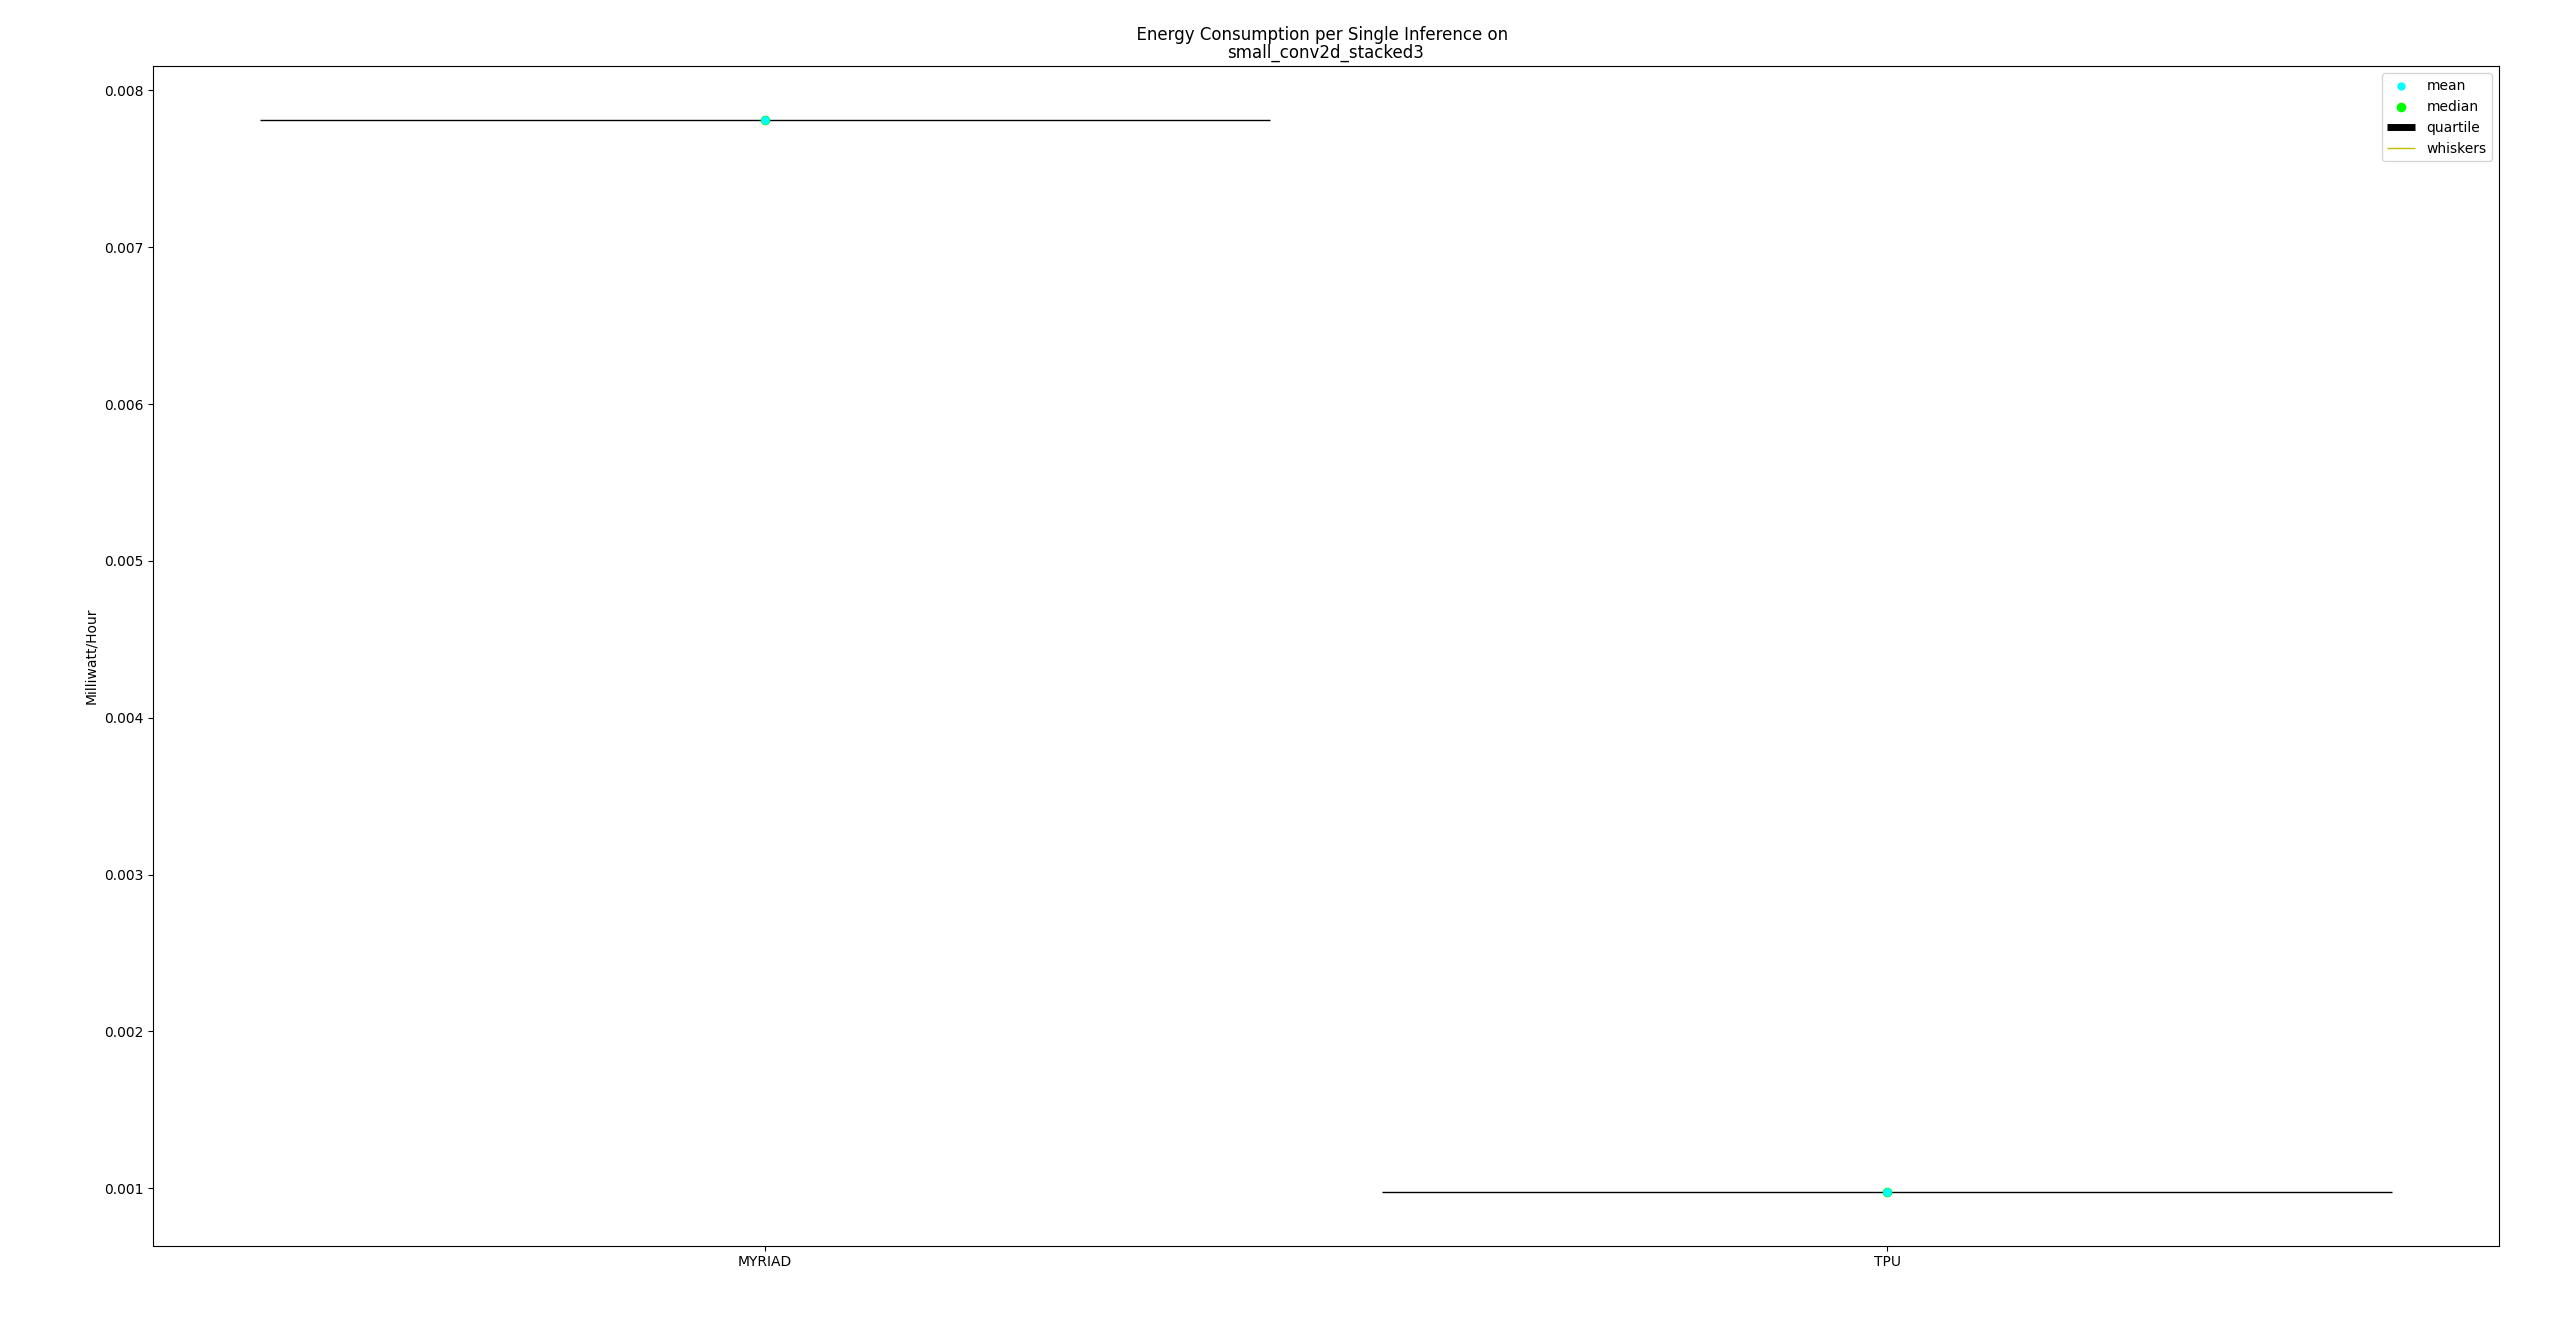 Energy Consumption per Single Inference on
small_conv2d_stacked3
mean
median
quartile
whiskers
0.008
0.007
0.006
0.005
0.004
0.003
0.002
0.001
Milliwatt/Hour
MYRIAD
TPU